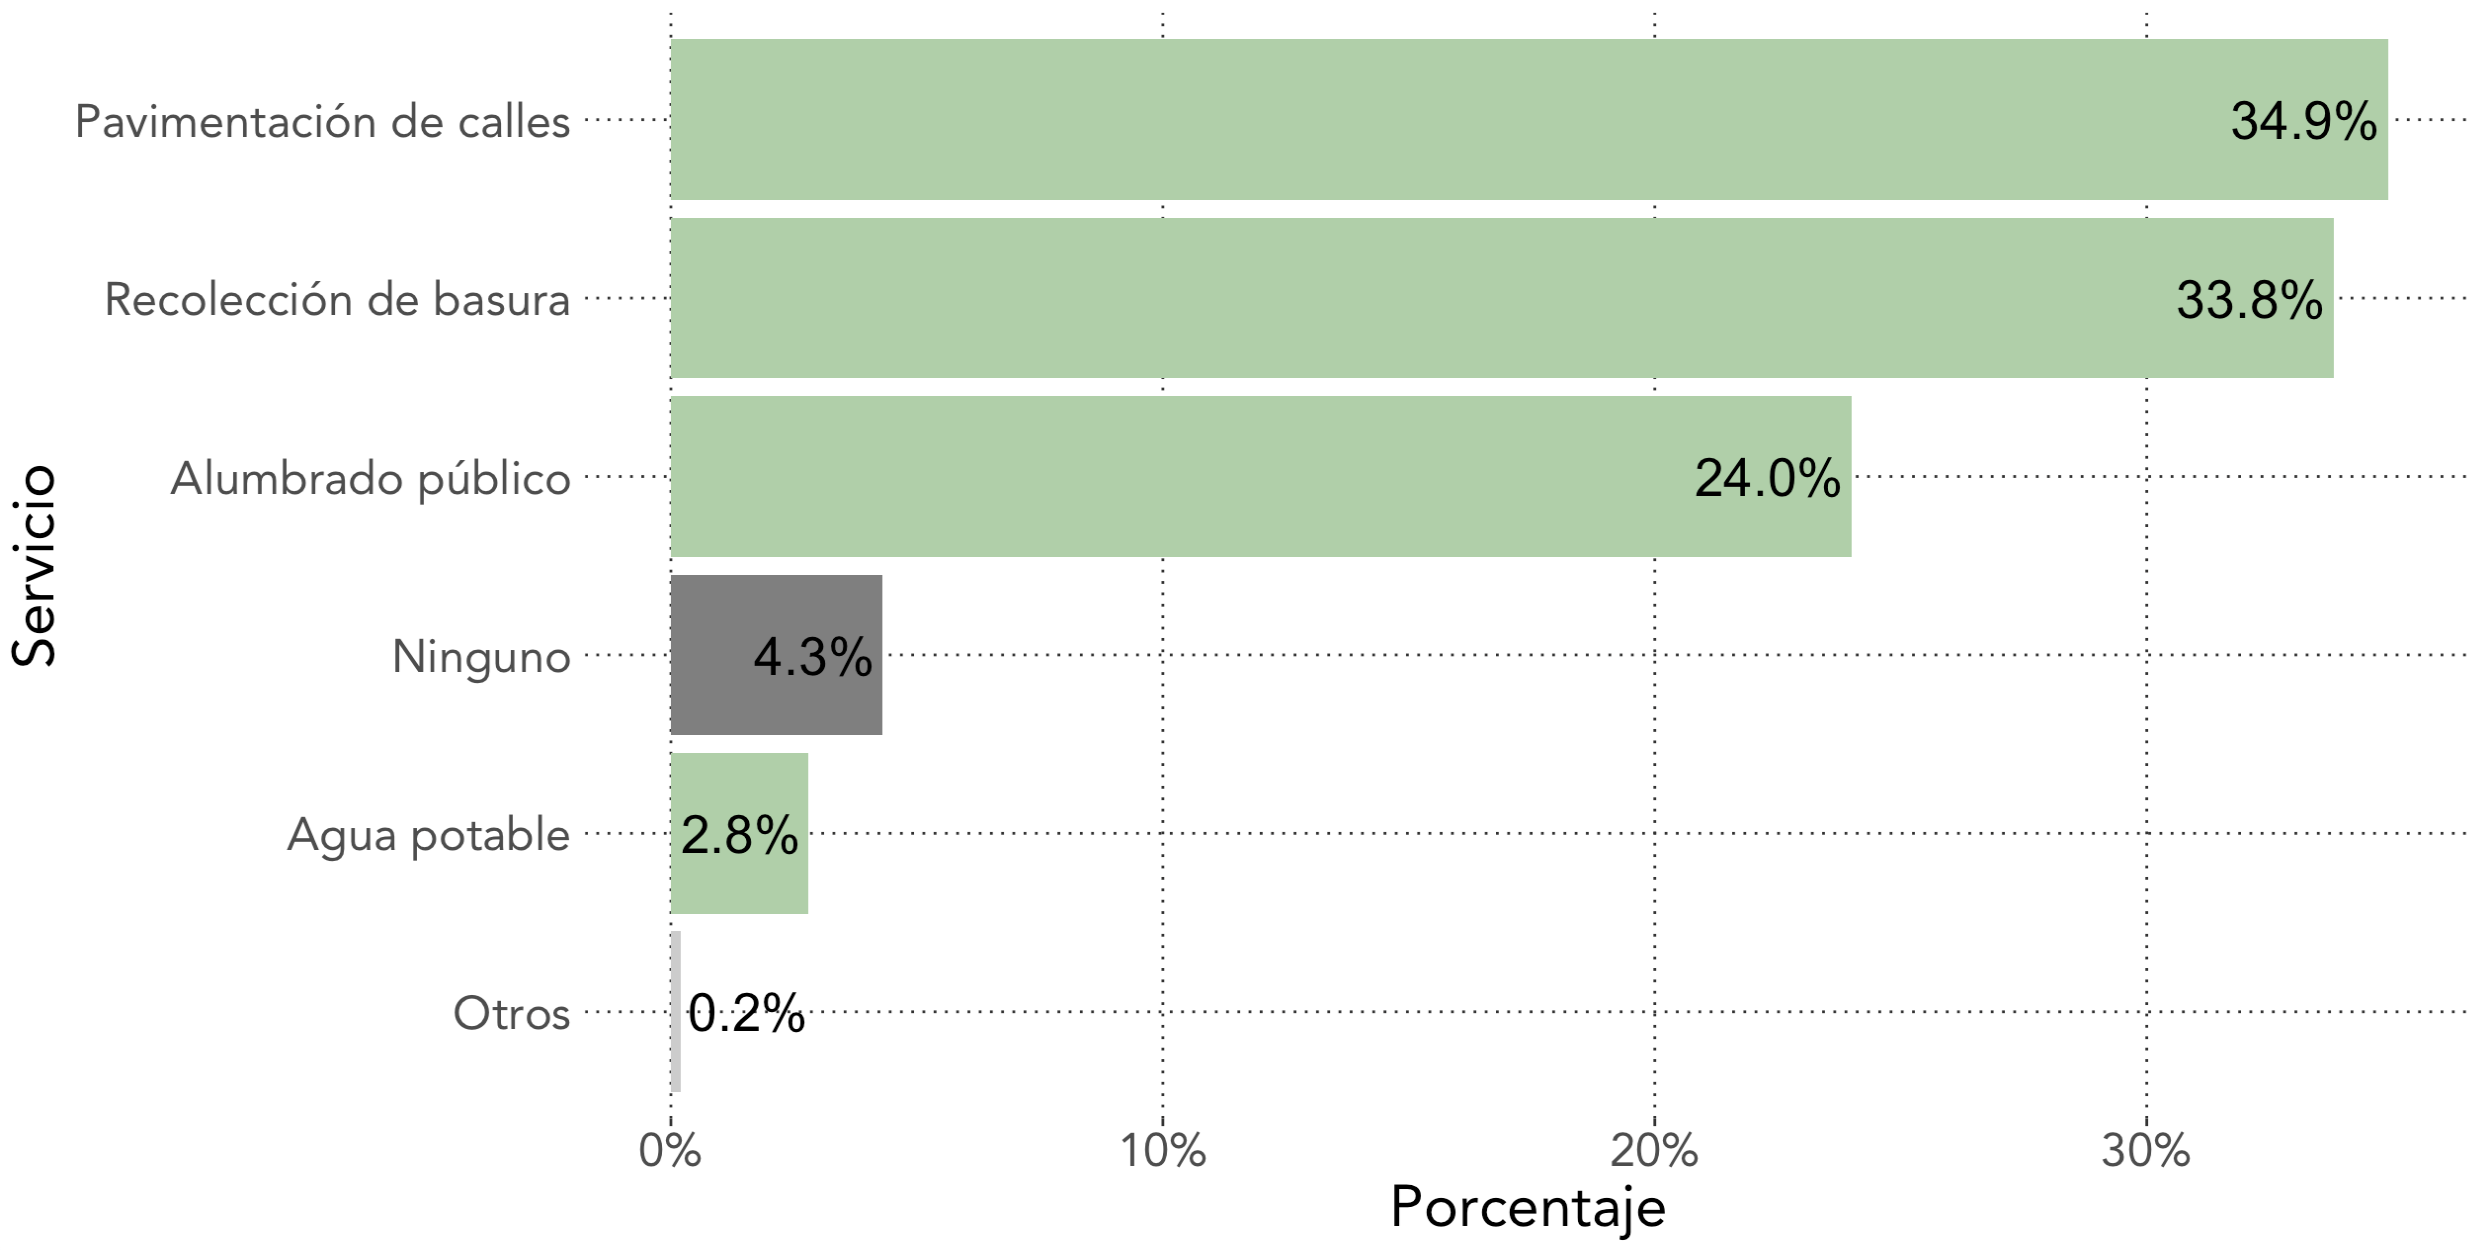 Servicio
Pavimentación de calles 34.9%
Recolección de basura 33.8%
Alumbrado público 24.0%
Ninguno 4.3%
Agua potable 2.8%
Otros 0.2%
0% 10% 20% 30%
Porcentaje